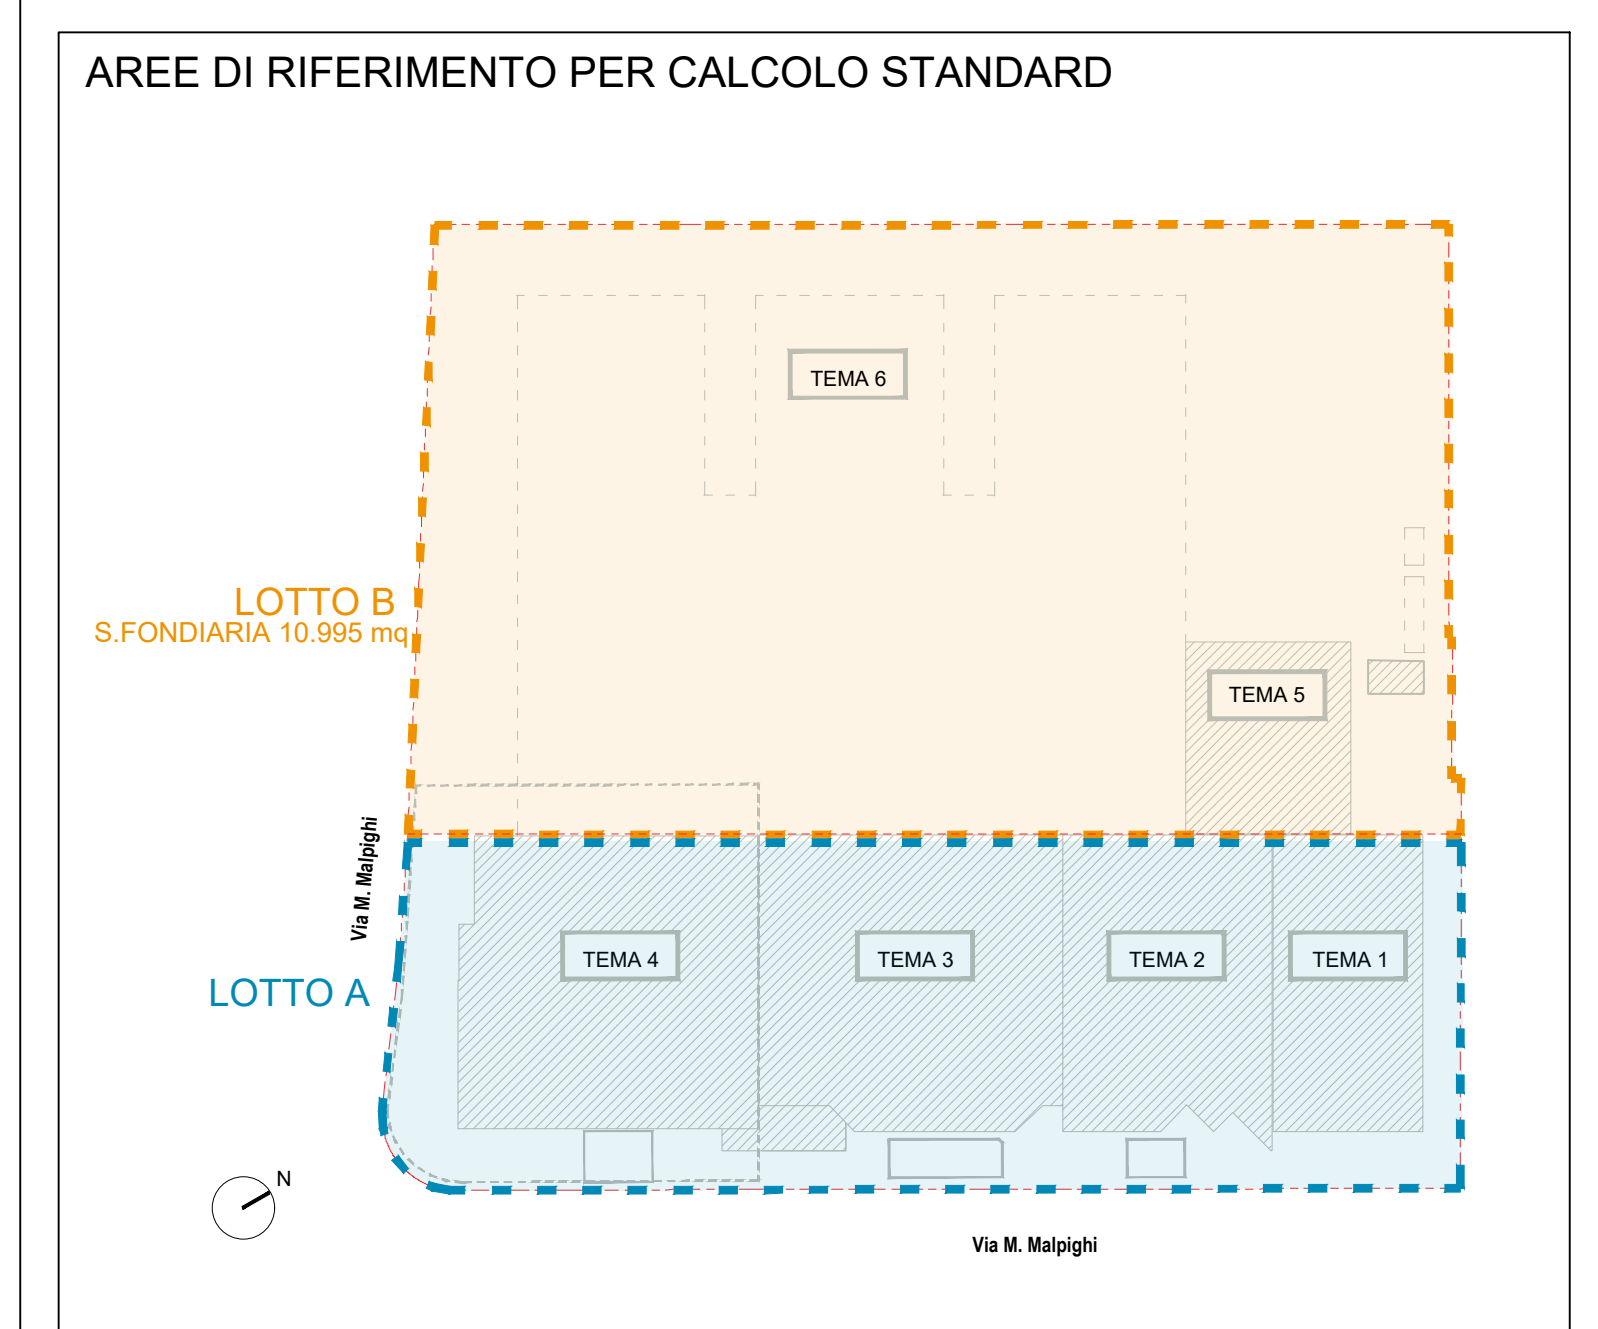 AREE DI RIFERIMENTO PER CALCOLO STANDARD
TEMA 6
LOTTO B
S.FONDIARIA 10.995 mq
TEMA 5
Via M. Malpighi
TEMA 4
TEMA 3
TEMA 2
TEMA 1
LOTTO A
N
Via M. Malpighi